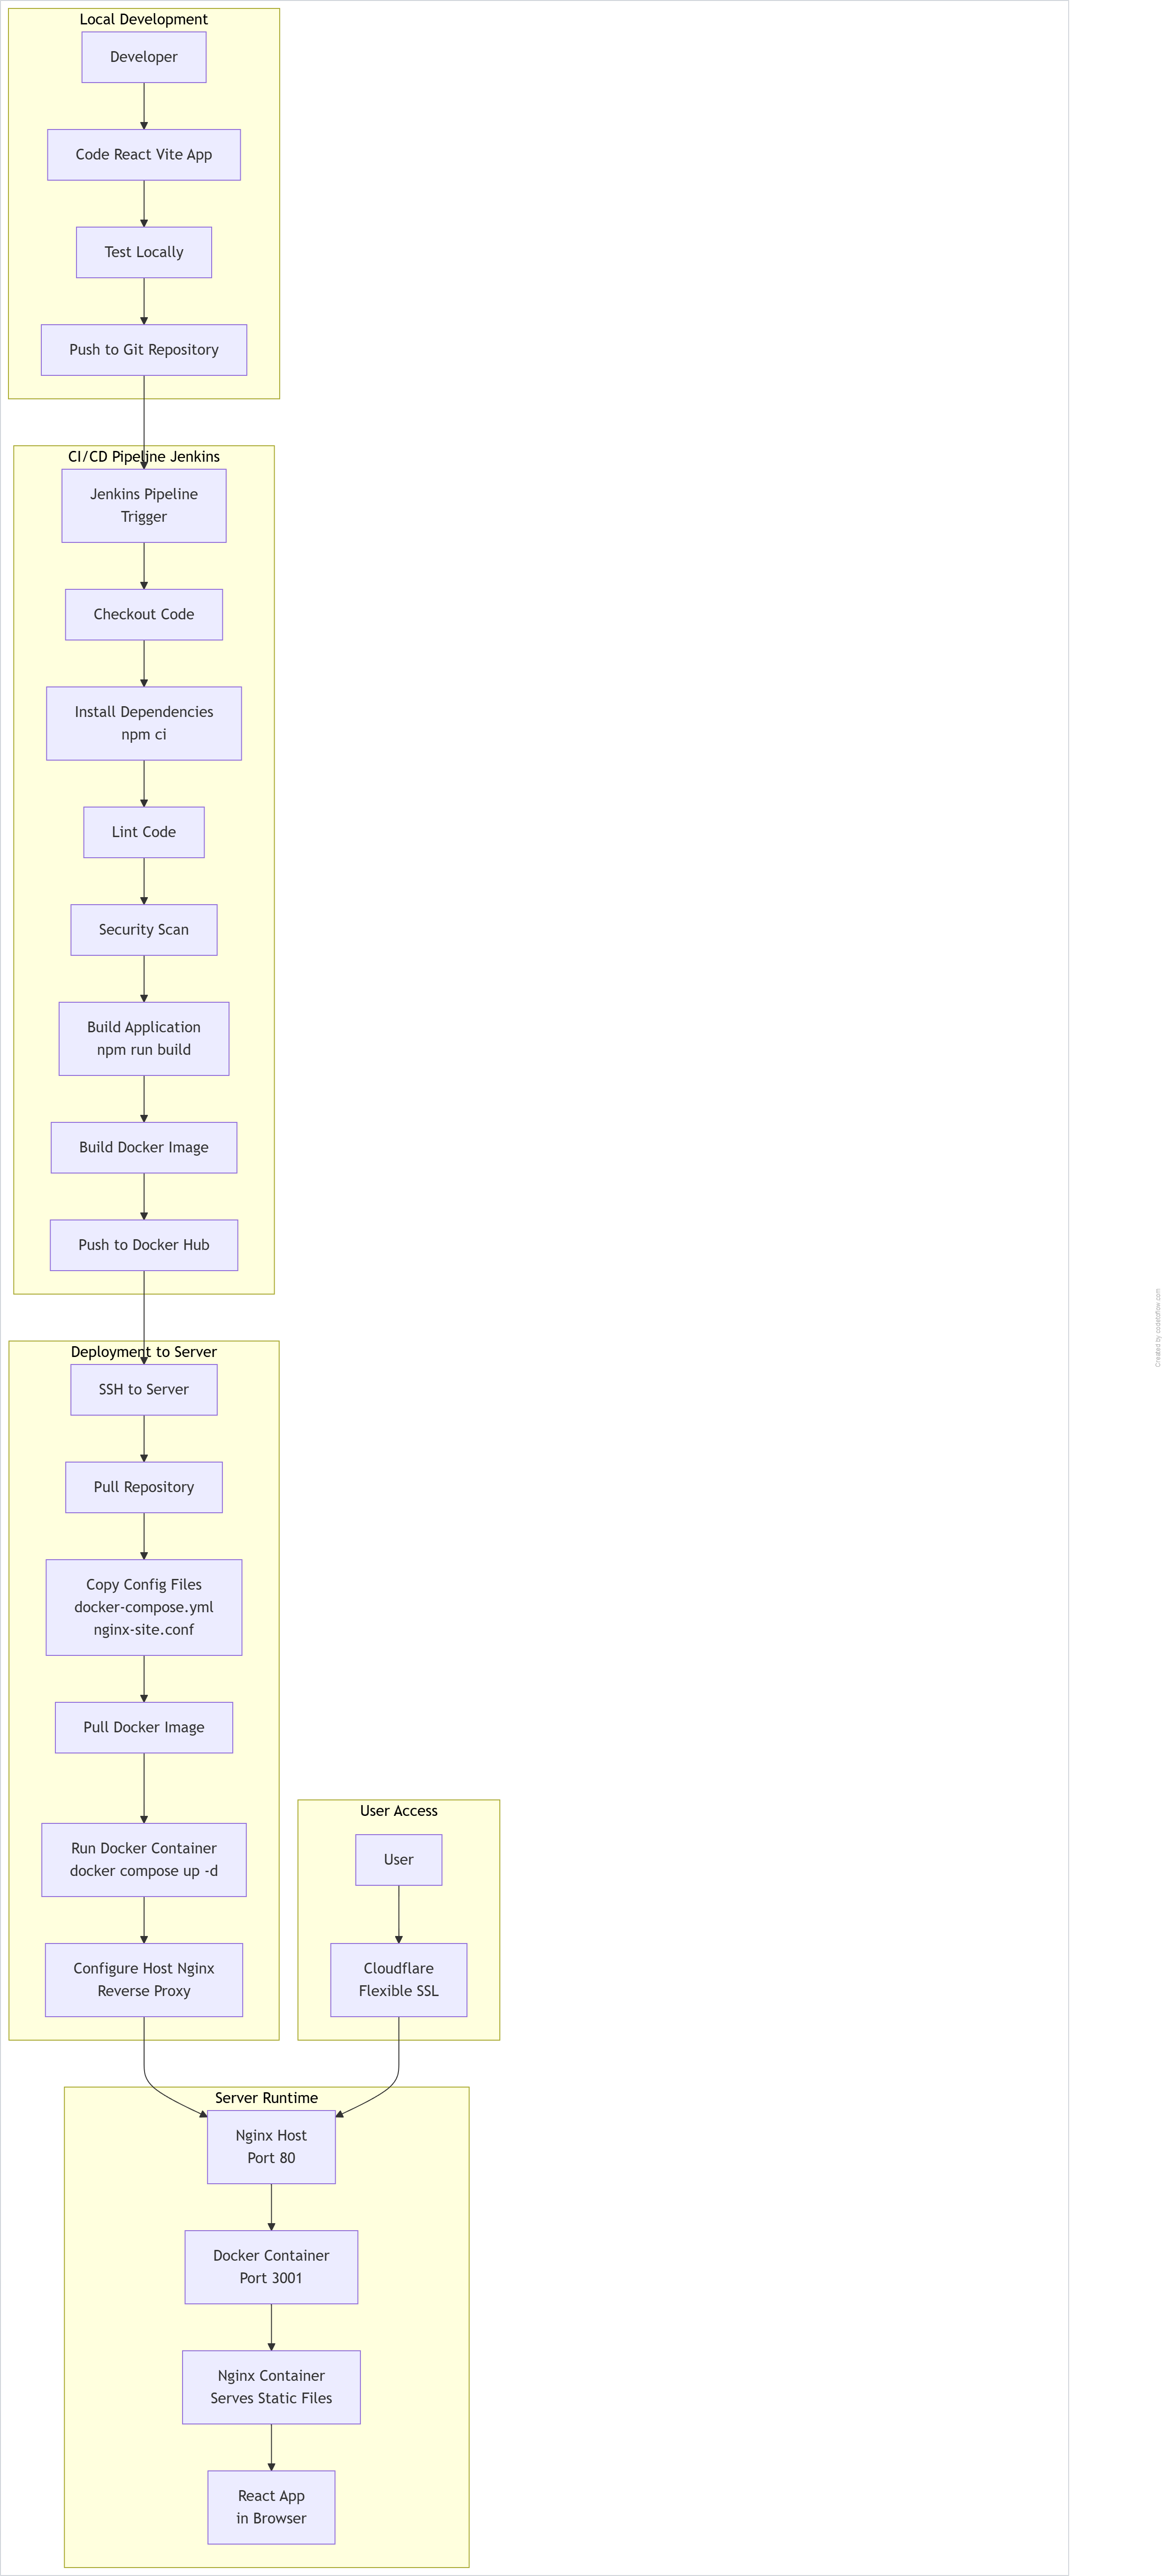 Local Development
Developer
Code React Vite App
Test Locally
Push to Git Repository
CI/CD Pipeline Jenkins
Jenkins Pipeline
Trigger
Checkout Code
Install Dependencies
npm ci
Lint Code
Security Scan
Build Application
npm run build
Build Docker Image
Push to Docker Hub
Deployment to Server
SSH to Server
Pull Repository
Copy Config Files
docker-compose.yml
nginx-site.conf
Pull Docker Image
Run Docker Container
docker compose up -d
Configure Host Nginx
Reverse Proxy
User Access
User
Cloudflare
Flexible SSL
Server Runtime
Nginx Host
Port 80
Docker Container
Port 3001
Nginx Container
Serves Static Files
React App
in Browser
Created by codetoflow.com